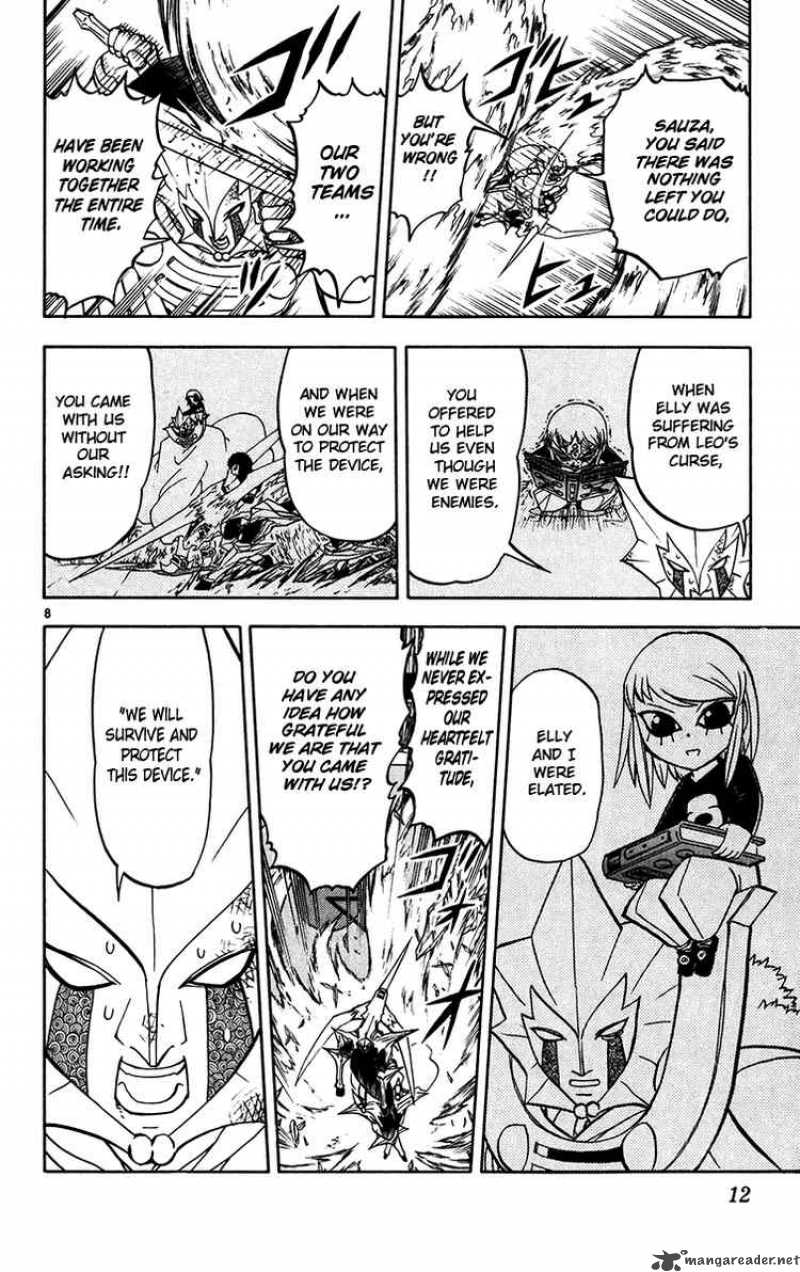 SAUZA,
YOU SAID
THERE WAS
NOTHING
LEFT YOU
COULD DO,
BUT
YOU'RE
WRONG
!!
OUR
TWO
TEAMS
...
HAVE BEEN
WORKING
TOGETHER
THE ENTIRE
TIME.
WHEN
ELLY WAS
SUFFERING
FROM LEO'S
CURSE,
YOU
OFFERED
TO HELP
US EVEN
THOUGH
WE WERE
ENEMIES.
AND WHEN
WE WERE
ON OUR WAY
TO PROTECT
THE DEVICE,
YOU CAME
WITH US
WITHOUT
OUR
ASKING!!
8
ELLY
AND I
WERE
ELATED.
WHILE WE
NEVER EX-
PRESSED
OUR
HEARTFELT
GRATI-
TUDE,
DO YOU
HAVE ANY
IDEA HOW
GRATEFUL
WE ARE THAT
YOU CAME
WITH US!?
"WE WILL
SURVIVE AND
PROTECT
THIS DEVICE."
12
mangareader.net